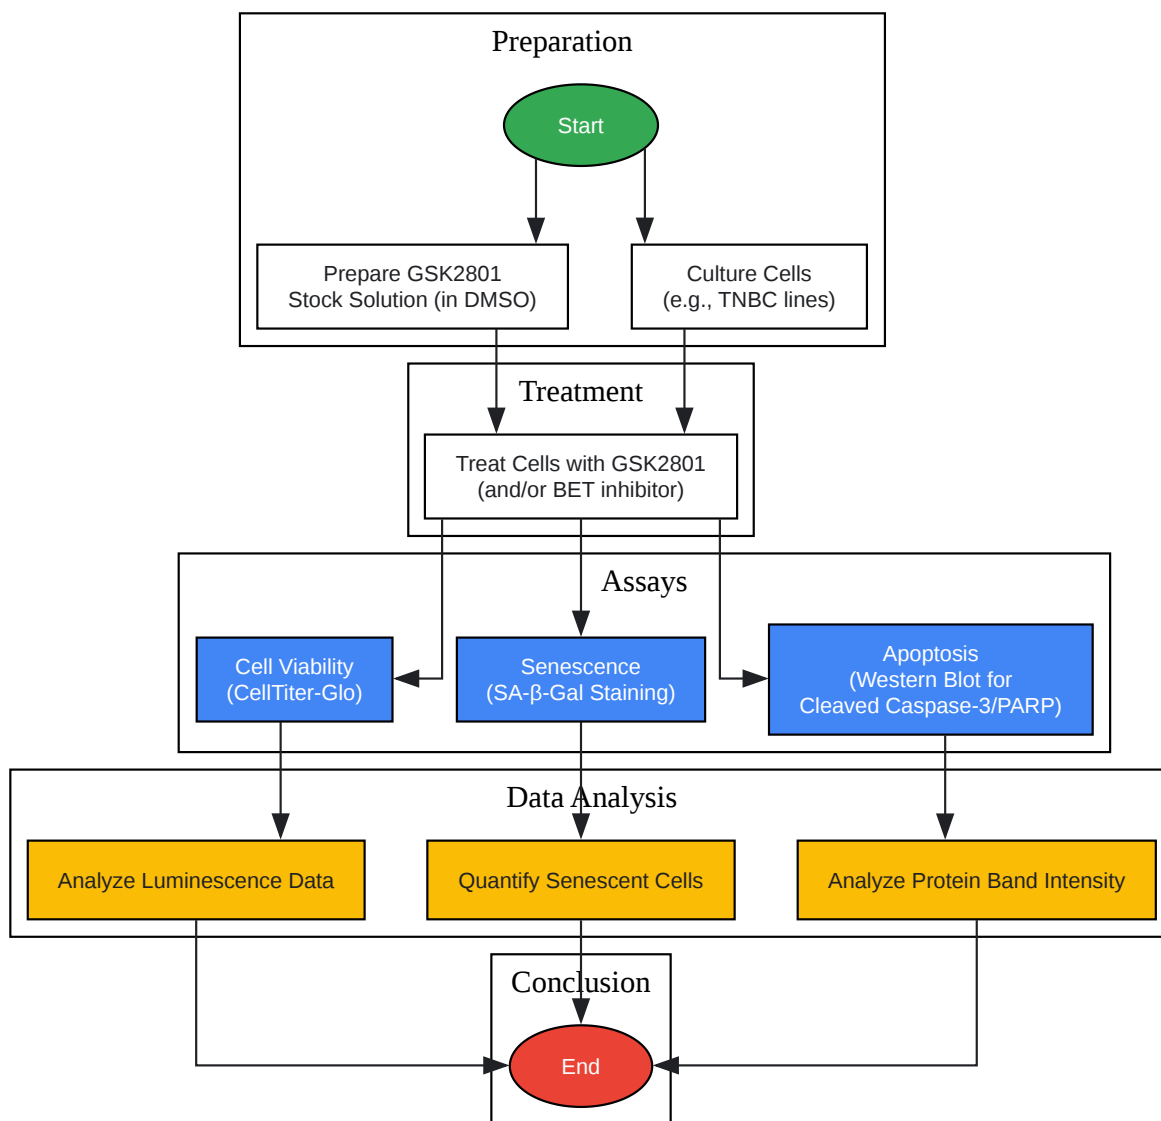 Preparation
Start
Prepare GSK2801
Stock Solution (in DMSO)
Culture Cells
(e.g., TNBC lines)
Treatment
Treat Cells with GSK2801
(and/or BET inhibitor)
Assays
Cell Viability
(CellTiter-Glo)
Senescence
(SA-β-Gal Staining)
Apoptosis
(Western Blot for
Cleaved Caspase-3/PARP)
Data Analysis
Analyze Luminescence Data
Quantify Senescent Cells
Analyze Protein Band Intensity
Conclusion
End